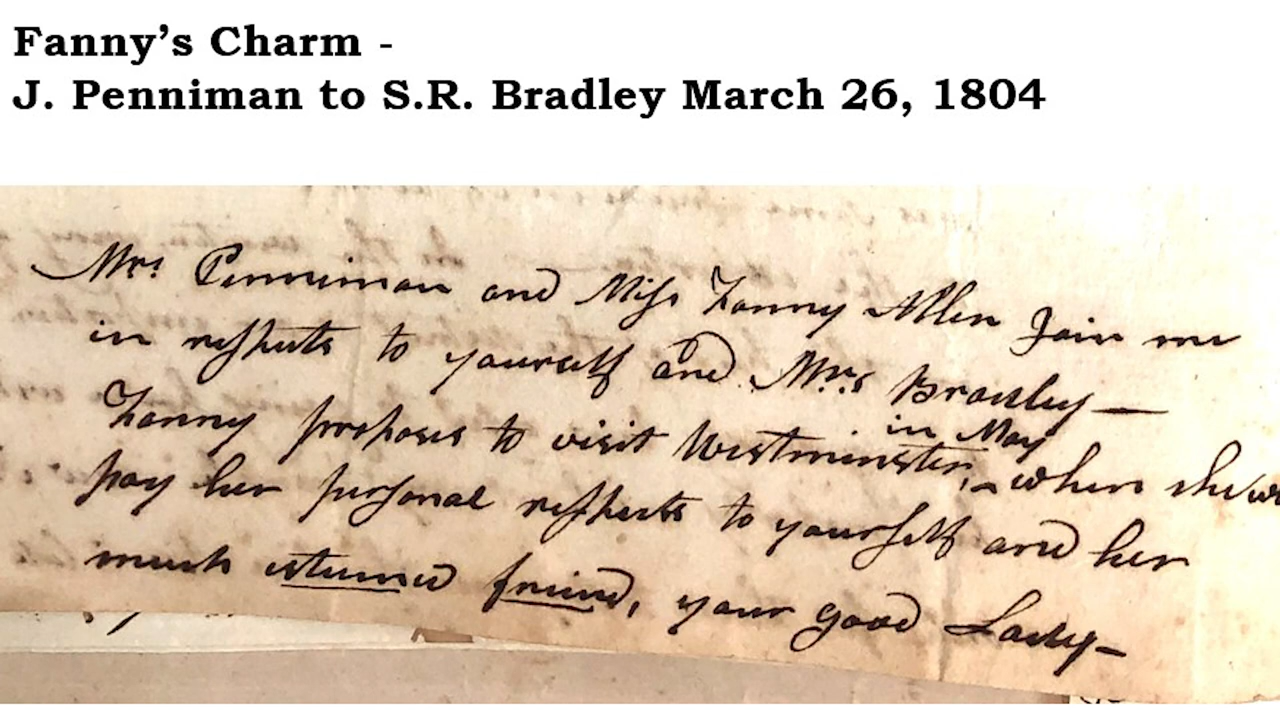 Fanny’s Charm -
J. Penniman to S.R. Bradley March 26, 1804
Mrs Penniman and Miss Fanny Allen Join me
in respects to yourself and Mrs Bradley—
Fanny proposes to visit Westminster, in May – when she
pay her personal respects to yourself and her
much esteemed friend, your good Lady—